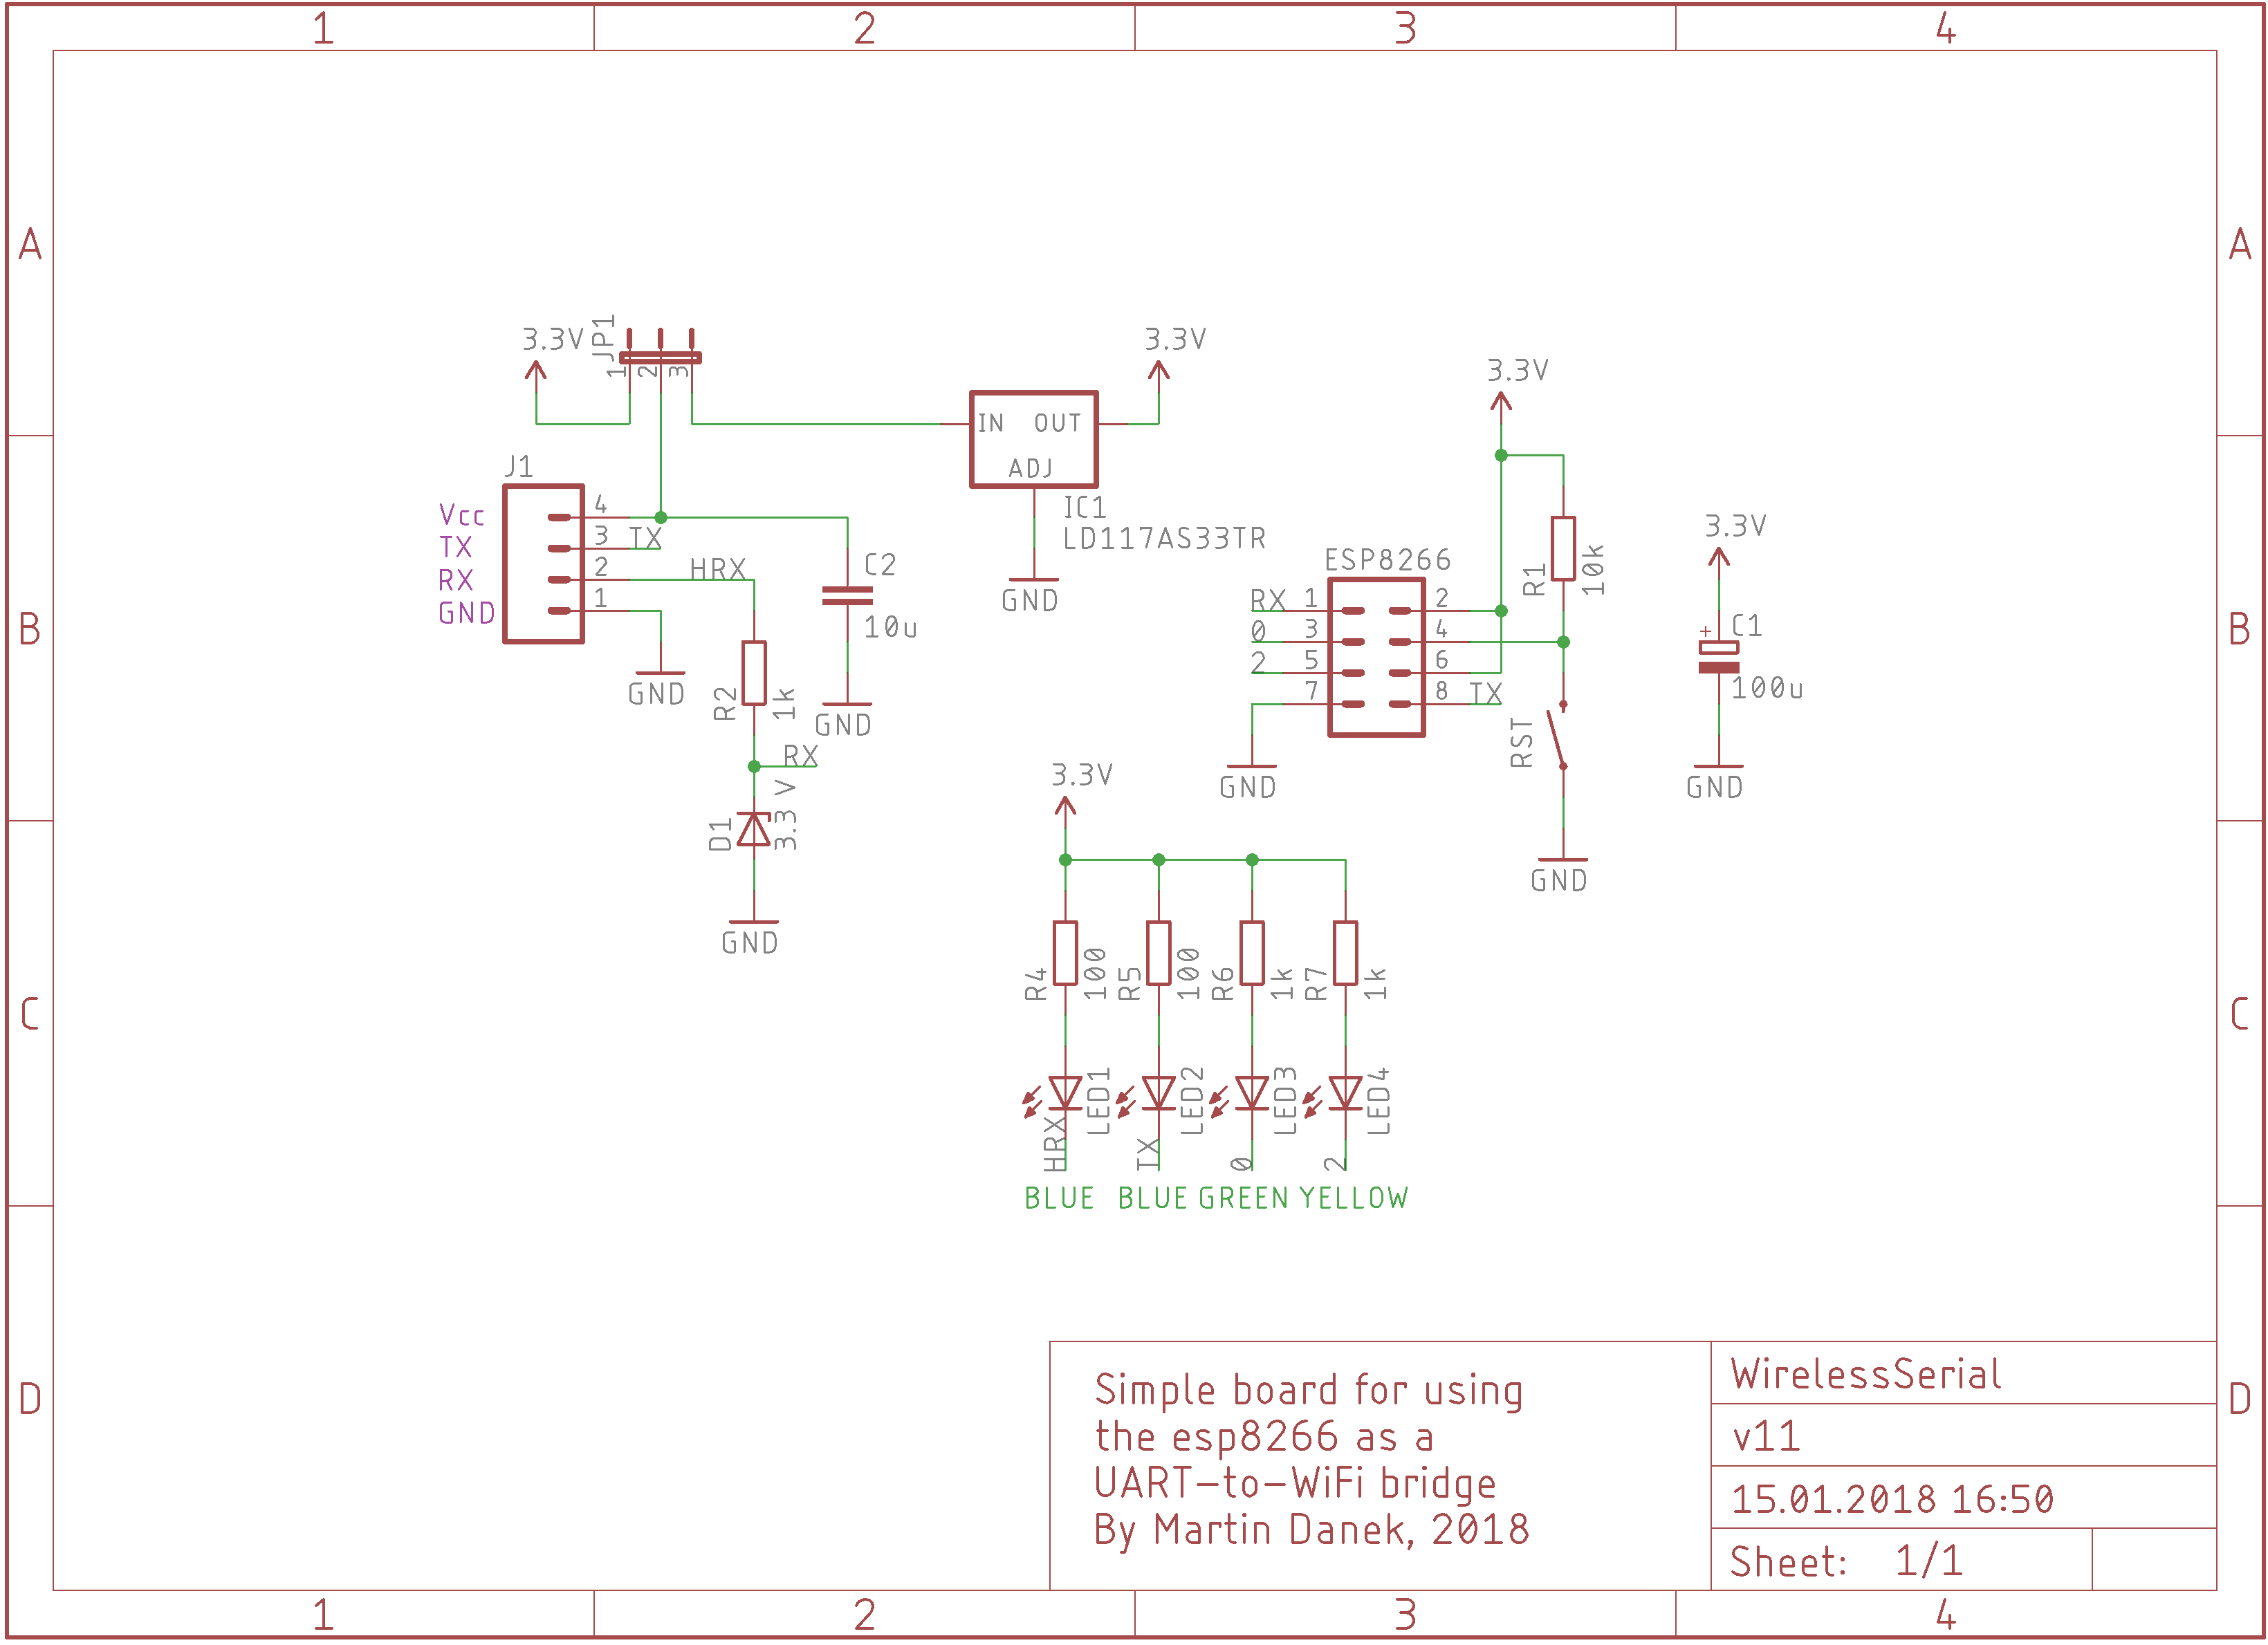 1 2 3 4
A A
3.3V JP1 3.3V
1 2 3
3.3V
IN OUT
ADJ
J1
IC1
LD117AS33TR
Vcc 4
TX 3 TX
RX 2 HRX
GND 1
GND
C2
10u
GND
GND
R2 1k
RX
D1 3.3 V
GND
ESP8266
RX 1 2
0 3 4
2 5 6
7 8 TX
GND
R1 10k
RST
GND
3.3V
+ C1
100u
GND
B B
3.3V
R4 100 R5 100 R6 1k R7 1k
LED1 LED2 LED3 LED4
HRX TX 0 2
BLUE BLUE GREEN YELLOW
C C
D D
Simple board for using
the esp8266 as a
UART-to-WiFi bridge
By Martin Danek, 2018
WirelessSerial
v11
15.01.2018 16:50
Sheet: 1/1
1 2 3 4